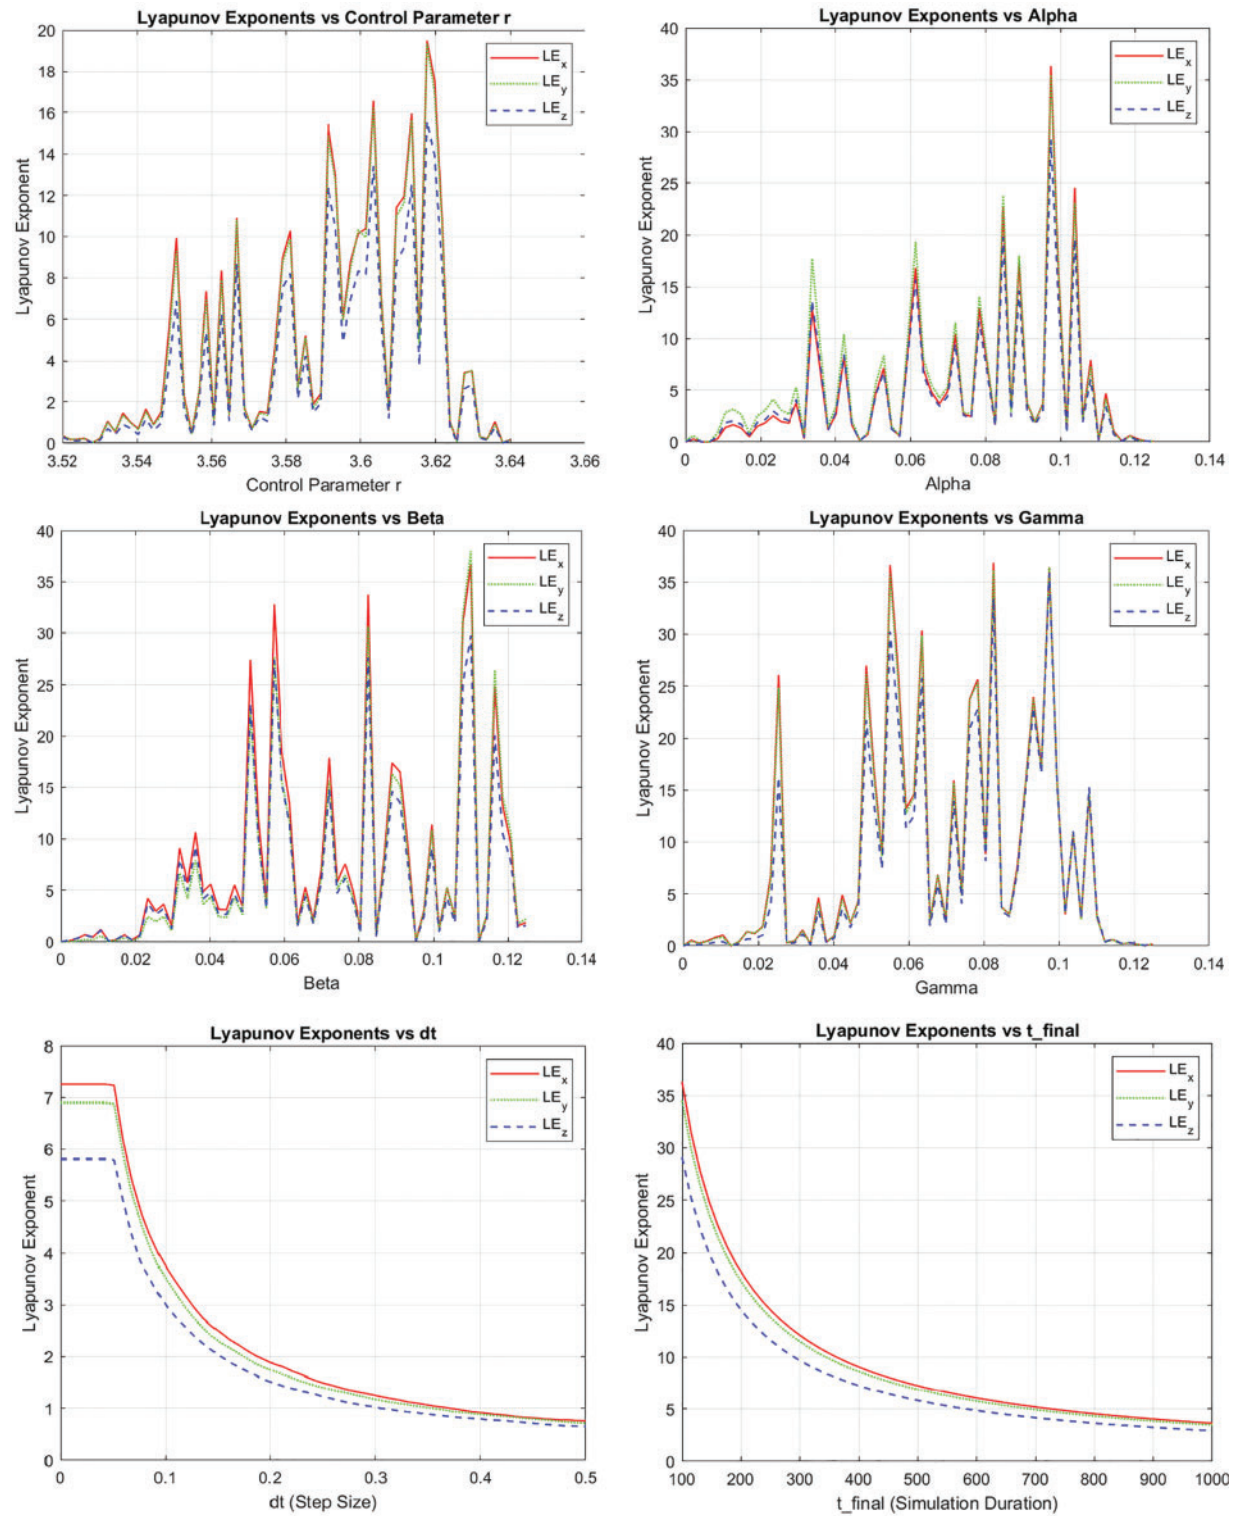 Lyapunov Exponents vs Control Parameter r
20
18
16
14
12
10
8
6
4
2
0
Lyapunov Exponent
LEx
LEy
LEz
3.52 3.54 3.56 3.58 3.6 3.62 3.64 3.66
Control Parameter r
Lyapunov Exponents vs Alpha
40
35
30
25
20
15
10
5
0
Lyapunov Exponent
LEx
LEy
LEz
0 0.02 0.04 0.06 0.08 0.1 0.12 0.14
Alpha
Lyapunov Exponents vs Beta
40
35
30
25
20
15
10
5
0
Lyapunov Exponent
LEx
LEy
LEz
0 0.02 0.04 0.06 0.08 0.1 0.12 0.14
Beta
Lyapunov Exponents vs Gamma
40
35
30
25
20
15
10
5
0
Lyapunov Exponent
LEx
LEy
LEz
0 0.02 0.04 0.06 0.08 0.1 0.12 0.14
Gamma
Lyapunov Exponents vs dt
8
7
6
5
4
3
2
1
0
Lyapunov Exponent
LEx
LEy
LEz
0 0.1 0.2 0.3 0.4 0.5
dt (Step Size)
Lyapunov Exponents vs t_final
40
35
30
25
20
15
10
5
0
Lyapunov Exponent
LEx
LEy
LEz
100 200 300 400 500 600 700 800 900 1000
t_final (Simulation Duration)